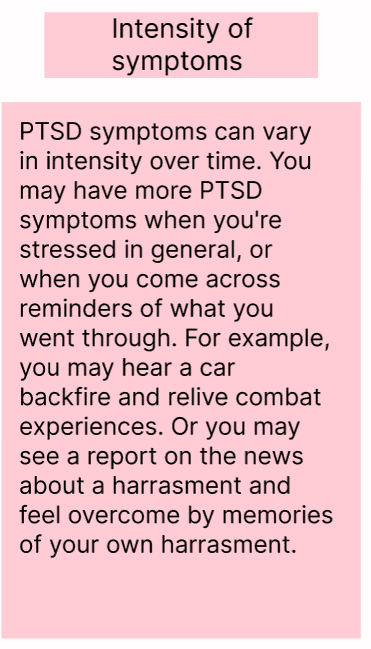 Intensity of
symptoms
PTSD symptoms can vary
in intensity over time. You
may have more PTSD
symptoms when you're
stressed in general, or
when you come across
reminders of what you
went through. For example,
you may hear a car
backfire and relive combat
experiences. Or you may
see a report on the news
about a harrasment and
feel overcome by memories
of your own harrasment.